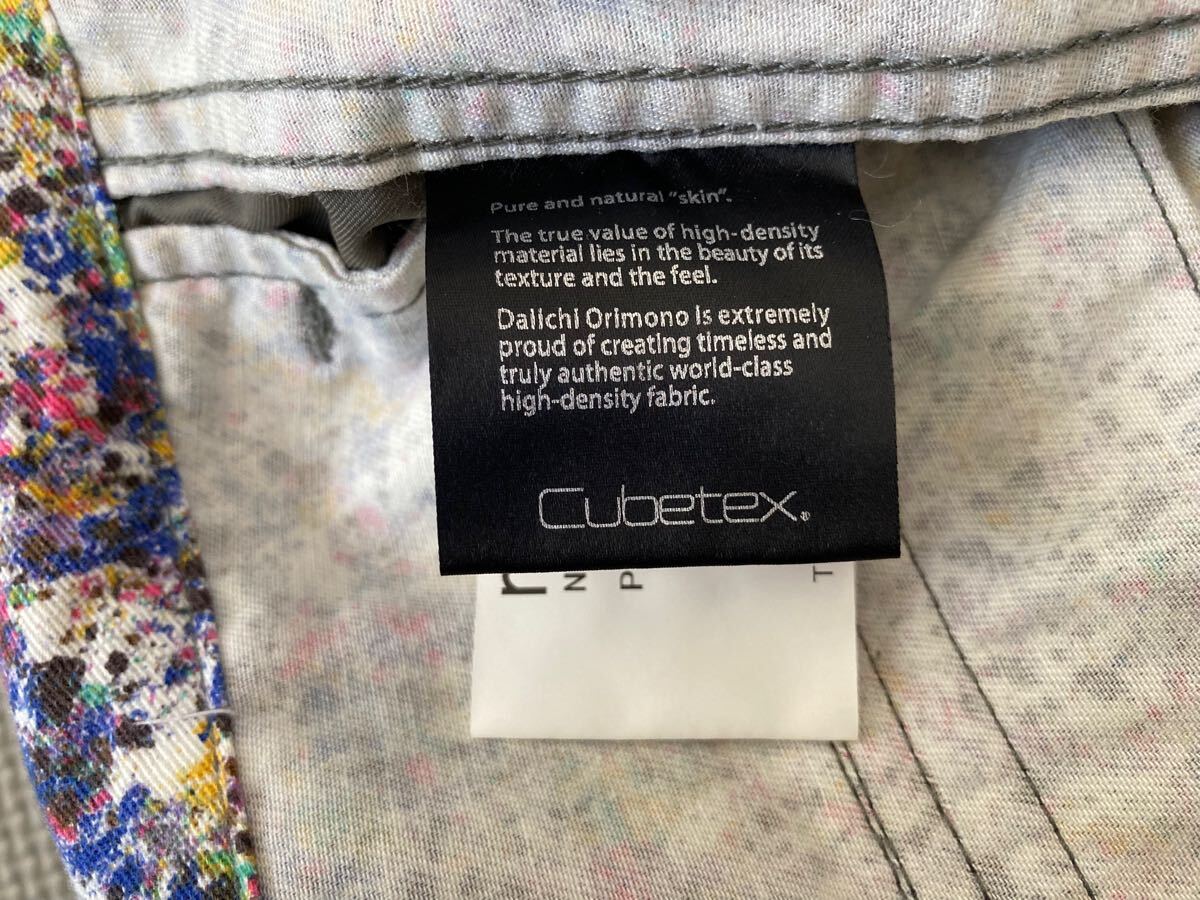 Pure and natural "skin".
The true value of high-density
material lies in the beauty of its
texture and the feel.
Daiichi Orimono is extremely
proud of creating timeless and
truly authentic world-class
high-density fabric.
Cubetex®
r
N
P
T